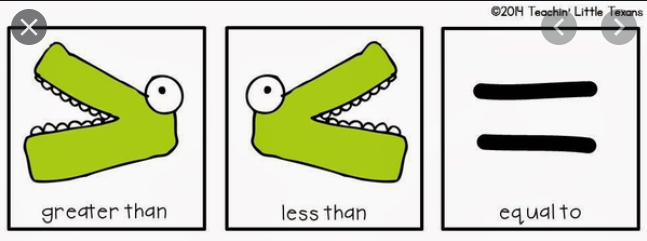 ©2014 Teachin' Little Texans
greater than
less than
equal to